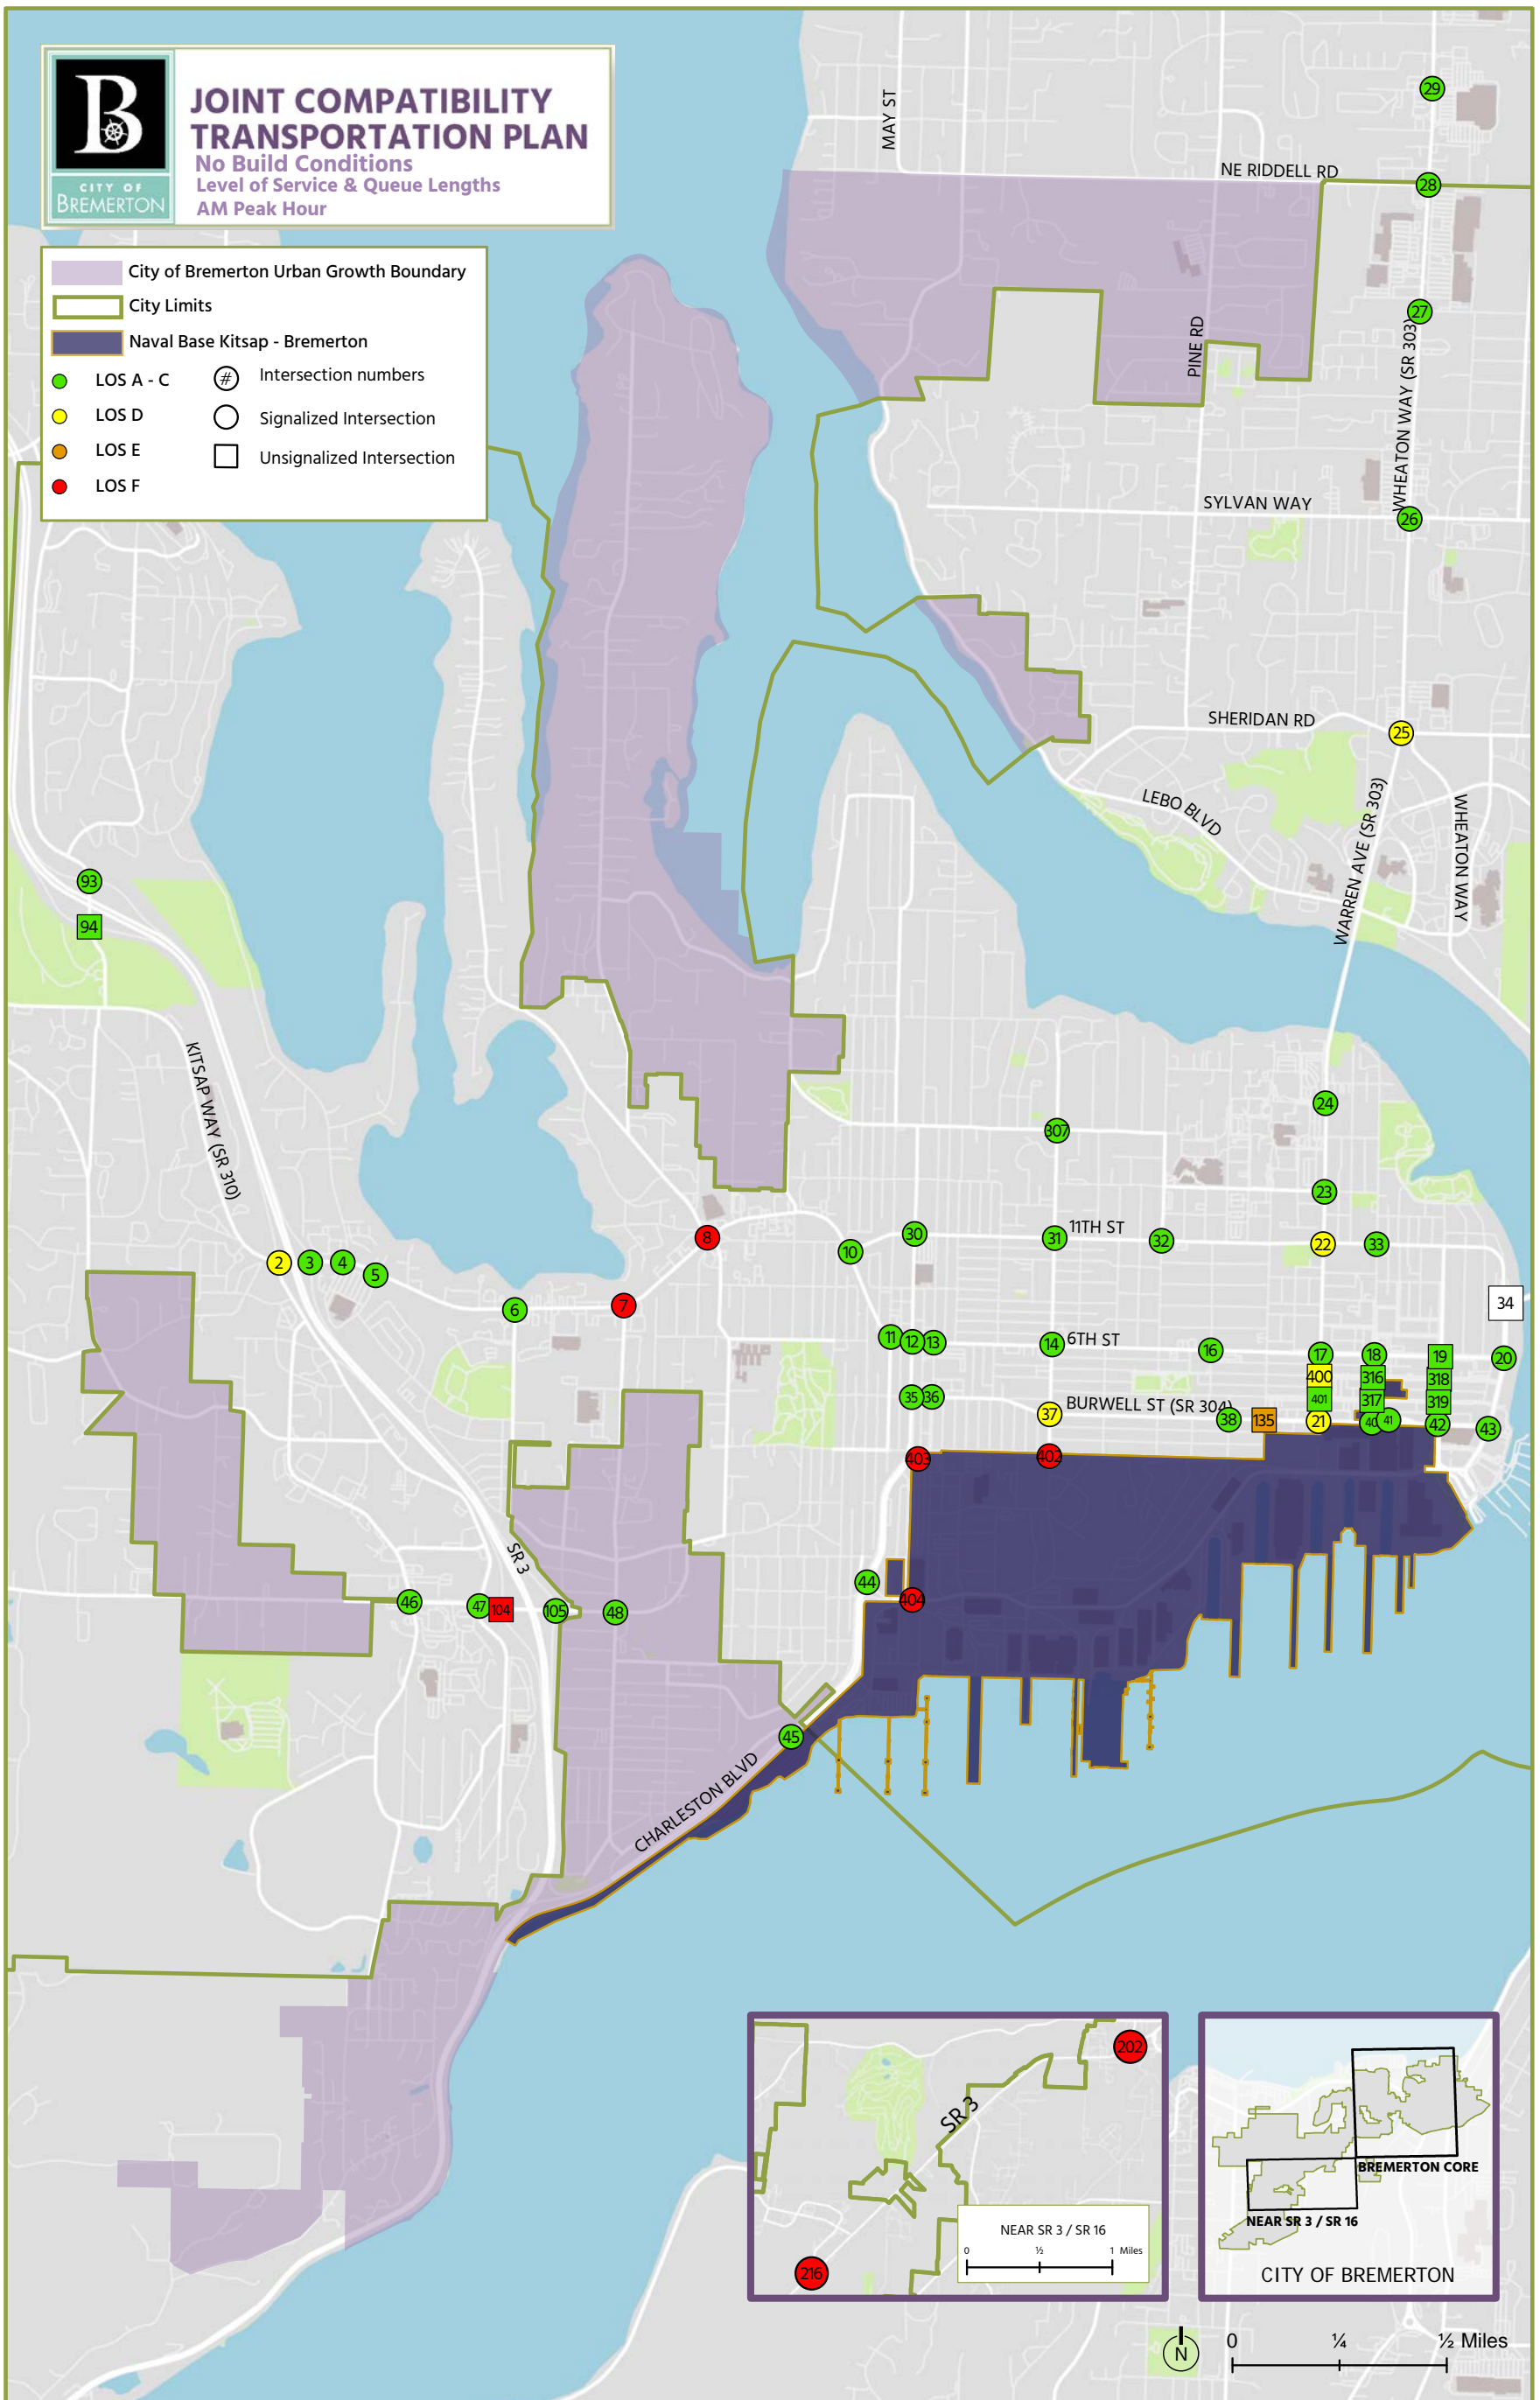 B
CITY OF
BREMERTON
JOINT COMPATIBILITY
TRANSPORTATION PLAN
No Build Conditions
Level of Service & Queue Lengths
AM Peak Hour
City of Bremerton Urban Growth Boundary
City Limits
Naval Base Kitsap - Bremerton
LOS A - C
LOS D
LOS E
LOS F
# Intersection numbers
Signalized Intersection
Unsignalized Intersection
MAY ST
29
NE RIDDELL RD
28
27
PINE RD
WHEATON WAY (SR 303)
SYLVAN WAY
26
SHERIDAN RD
25
LEBO BLVD
WARREN AVE (SR 303)
WHEATON WAY
93
94
KITSAP WAY (SR 310)
24
307
23
8
10
30
31
11TH ST
32
22
33
2
3
4
5
6
7
34
11
12
13
14
6TH ST
16
17
18
19
20
400
316
318
35
36
401
317
319
37
BURWELL ST (SR 304)
38
135
21
40
41
42
43
403
402
SR 3
44
404
46
47
104
105
48
45
CHARLESTON BLVD
202
SR 3
216
NEAR SR 3 / SR 16
0 ½ 1 Miles
BREMERTON CORE
NEAR SR 3 / SR 16
CITY OF BREMERTON
N
0 ¼ ½ Miles